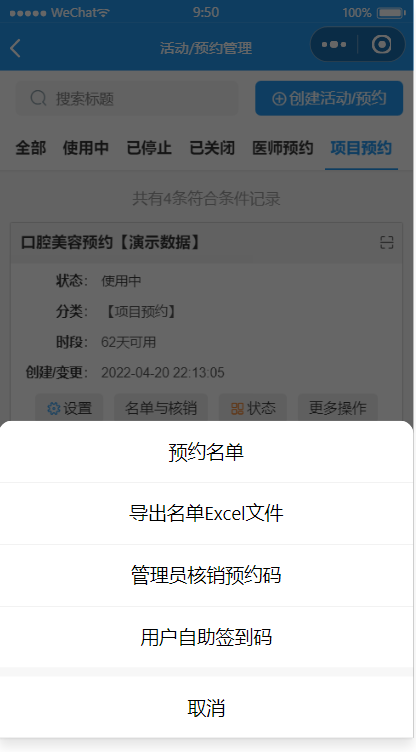 WeChat 9:50 100%
活动/预约管理
搜索标题 创建活动/预约
全部 使用中 已停止 已关闭 医师预约 项目预约
共有4条符合条件记录
口腔美容预约【演示数据】
状态： 使用中
分类： 【项目预约】
时段： 62天可用
创建/变更： 2022-04-20 22:13:05
设置 名单与核销 状态 更多操作
预约名单
导出名单Excel文件
管理员核销预约码
用户自助签到码
取消